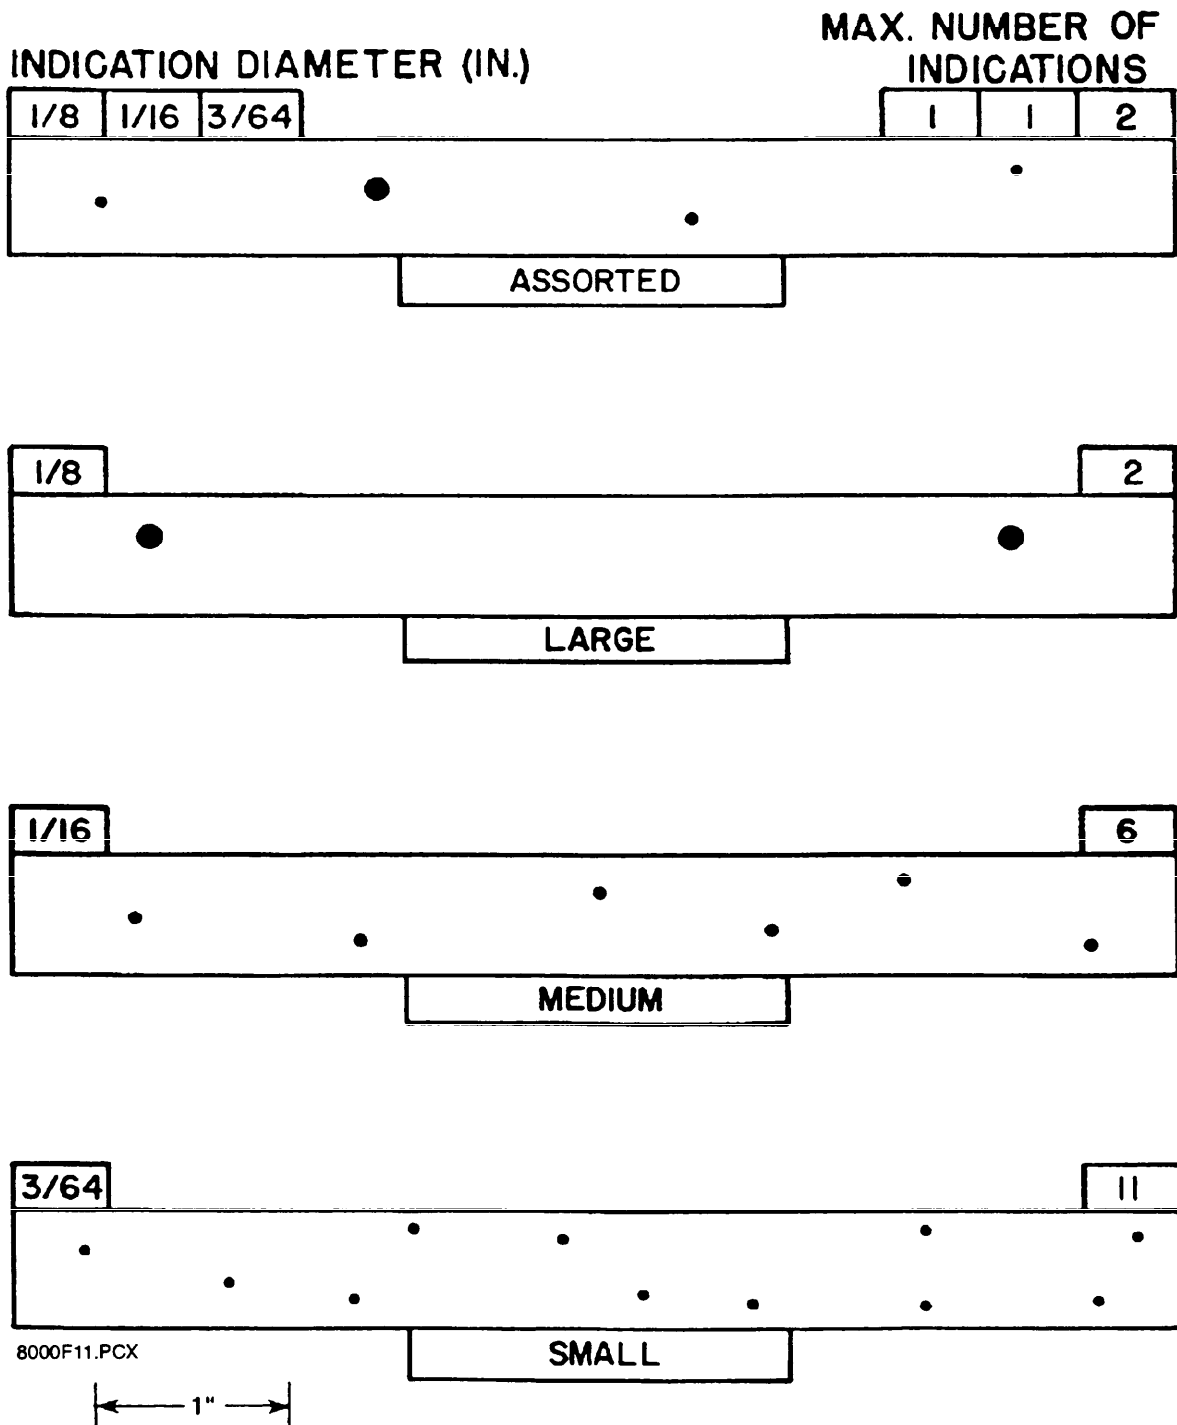 MAX. NUMBER OF
INDICATION DIAMETER (IN.) INDICATIONS
1/8 1/16 3/64 1 1 2
ASSORTED
1/8 2
LARGE
1/16 6
MEDIUM
3/64 11
8000F11.PCX SMALL
1"